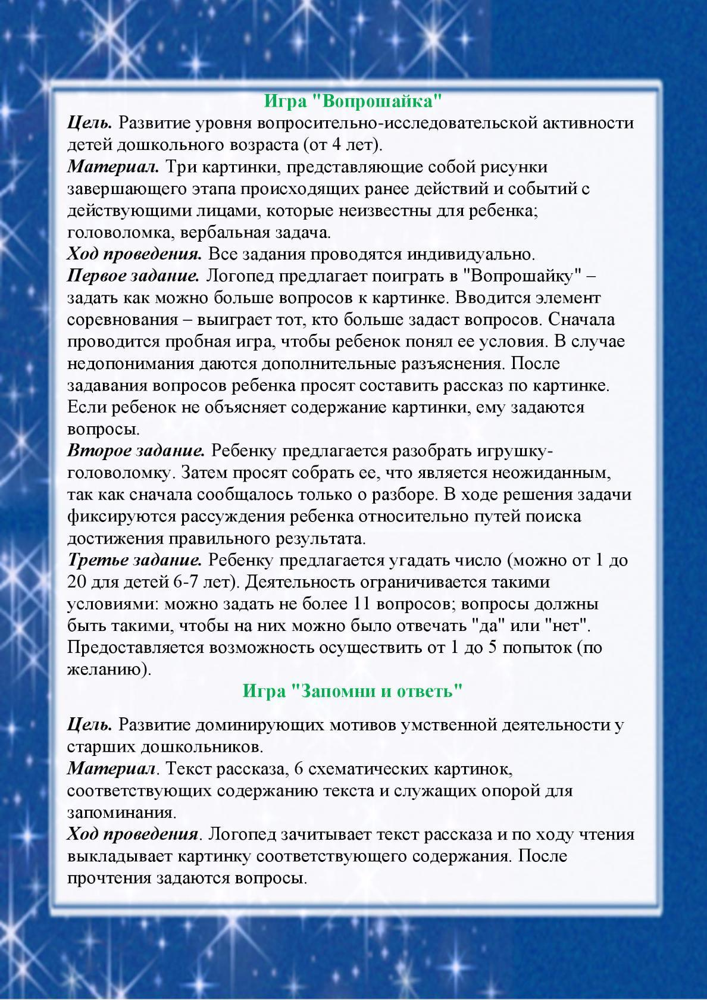 Игра "Вопрошайка"
Цель. Развитие уровня вопросительно-исследовательской активности
детей дошкольного возраста (от 4 лет).
Материал. Три картинки, представляющие собой рисунки
завершающего этапа происходящих ранее действий и событий с
действующими лицами, которые неизвестны для ребенка;
головоломка, вербальная задача.
Ход проведения. Все задания проводятся индивидуально.
Первое задание. Логопед предлагает поиграть в "Вопрошайку" –
задать как можно больше вопросов к картинке. Вводится элемент
соревнования – выиграет тот, кто больше задаст вопросов. Сначала
проводится пробная игра, чтобы ребенок понял ее условия. В случае
недопонимания даются дополнительные разъяснения. После
задавания вопросов ребенка просят составить рассказ по картинке.
Если ребенок не объясняет содержание картинки, ему задаются
вопросы.
Второе задание. Ребенку предлагается разобрать игрушку-
головоломку. Затем просят собрать ее, что является неожиданным,
так как сначала сообщалось только о разборе. В ходе решения задачи
фиксируются рассуждения ребенка относительно путей поиска
достижения правильного результата.
Третье задание. Ребенку предлагается угадать число (можно от 1 до
20 для детей 6-7 лет). Деятельность ограничивается такими
условиями: можно задать не более 11 вопросов; вопросы должны
быть такими, чтобы на них можно было отвечать "да" или "нет".
Предоставляется возможность осуществить от 1 до 5 попыток (по
желанию).
Игра "Запомни и ответь"
Цель. Развитие доминирующих мотивов умственной деятельности у
старших дошкольников.
Материал. Текст рассказа, 6 схематических картинок,
соответствующих содержанию текста и служащих опорой для
запоминания.
Ход проведения. Логопед зачитывает текст рассказа и по ходу чтения
выкладывает картинку соответствующего содержания. После
прочтения задаются вопросы.